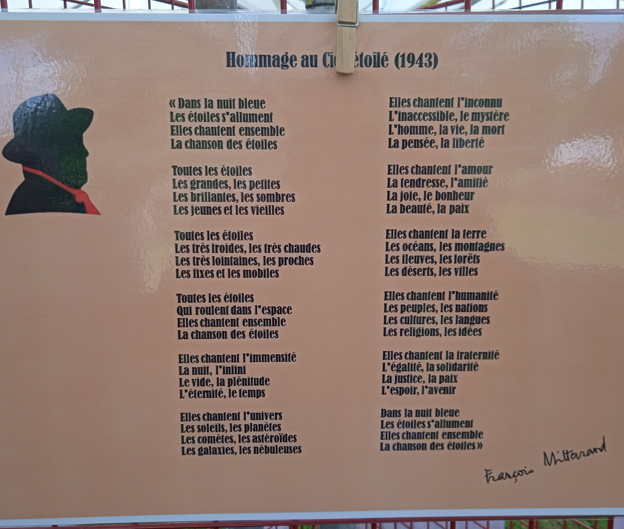 Hommage au Ci étoilé (1943)
« Dans la nuit bleue
Les étoiles s"allument
Elles chantent ensemble
La chanson des étoiles
Toutes les étoiles
Les grandes, les petites
Les brillantes, les sombres
Les jeunes et les vieilles
Toutes les étoiles
Les très froides, les très chaudes
Les très lointaines, les proches
Les fixes et les mobiles
Toutes les étoiles
Qui roulent dans l"espace
Elles chantent ensemble
La chanson des étoiles
Elles chantent l"immensité
La nuit, l"infini
Le vide, la plénitude
L"éternité, le temps
Elles chantent l"univers
Les soleils, les planètes
Les comètes, les astéroïdes
Les galaxies, les nébuleuses
Elles chantent l"inconnu
L"inaccessible, le mystère
L"homme, la vie, la mort
La pensée, la liberté
Elles chantent l"amour
La tendresse, l"amitié
La joie, le bonheur
La beauté, la paix
Elles chantent la terre
Les océans, les montagnes
Les fleuves, les forêts
Les déserts, les villes
Elles chantent l"humanité
Les peuples, les nations
Les cultures, les langues
Les religions, les idées
Elles chantent la fraternité
L"égalité, la solidarité
La justice, la paix
L"espoir, l"avenir
Dans la nuit bleue
Les étoiles s"allument
Elles chantent ensemble
La chanson des étoiles »
François Mitterrand